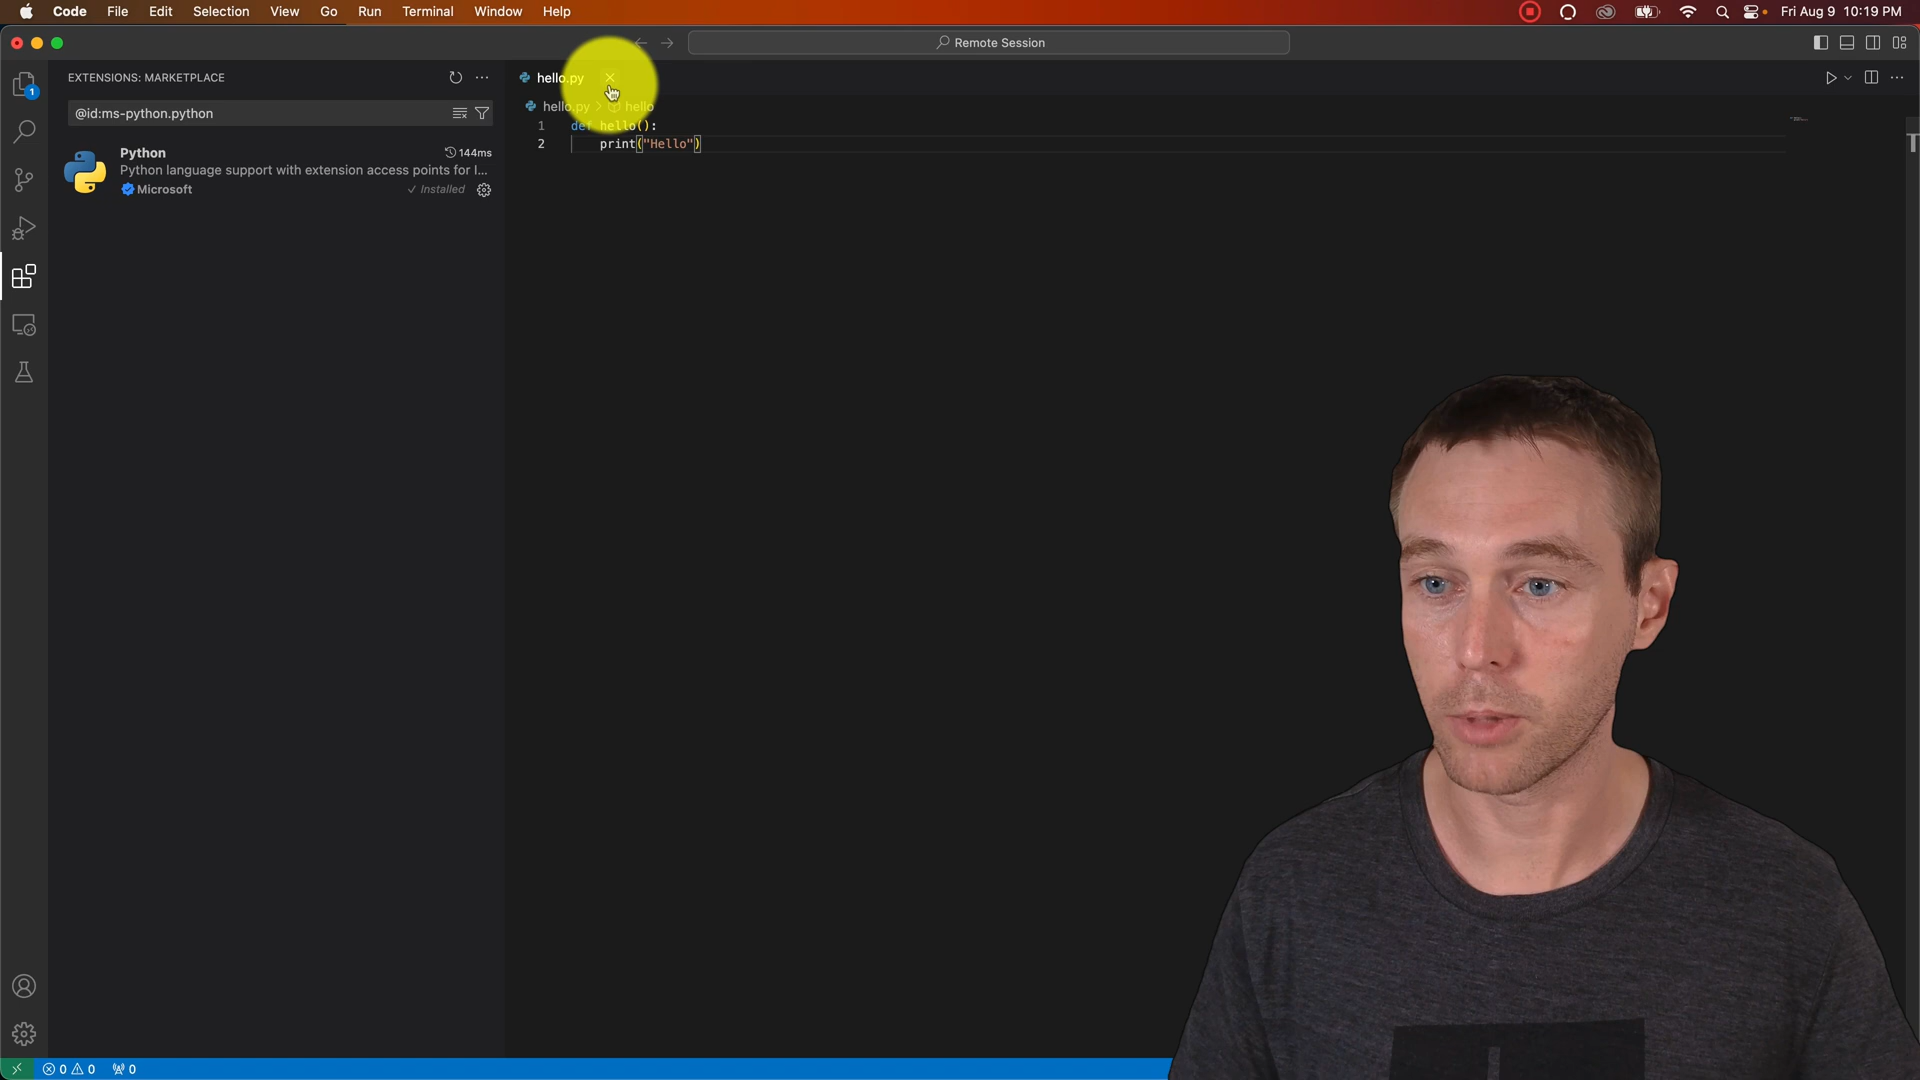 Code File Edit Selection View Go Run Terminal Window Help Fri Aug 9 10:19 PM
Remote Session
EXTENSIONS: MARKETPLACE
hello.py
1
@id:ms-python.python
hello.py > hello
1 def hello():
2 print("Hello")
Python 144ms
Python language support with extension access points for I...
Microsoft ✓ Installed
0 0 0